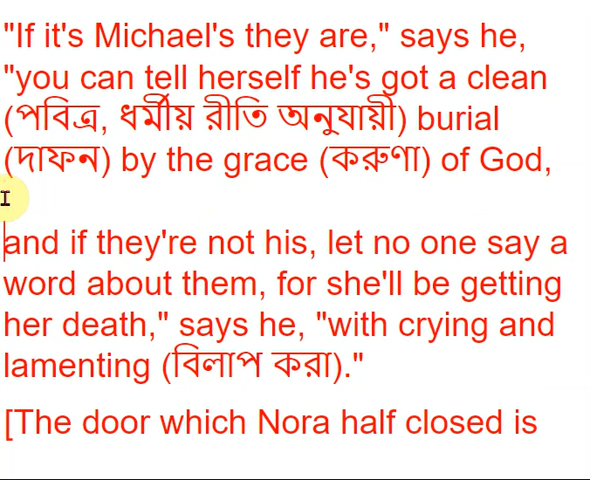 "If it's Michael's they are," says he,
"you can tell herself he's got a clean
(পবিত্র, ধর্মীয় রীতি অনুযায়ী) burial
(দাফন) by the grace (করুণা) of God,
and if they're not his, let no one say a
word about them, for she'll be getting
her death," says he, "with crying and
lamenting (বিলাপ করা)."
[The door which Nora half closed is